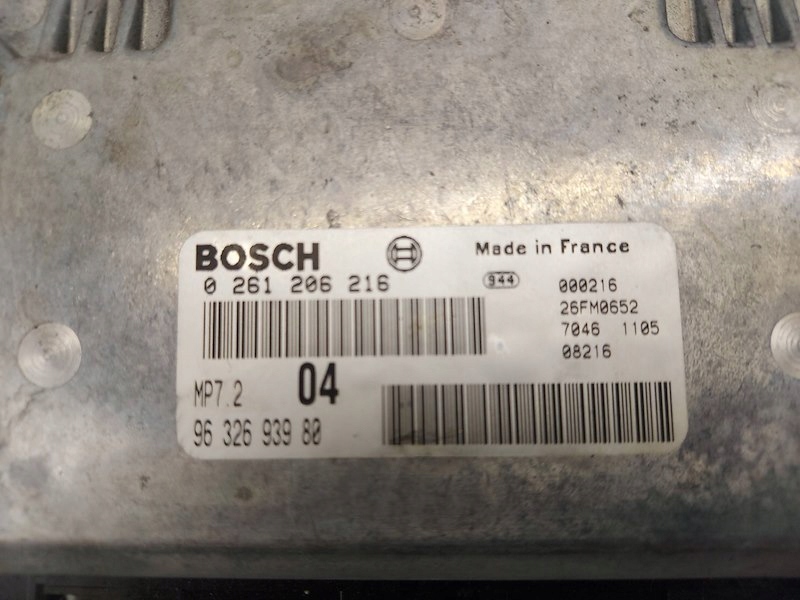 BOSCH
Made in France
0 261 206 216
944
000216
26FM0652
7046 1105
08216
MP7.2
04
96 326 939 80